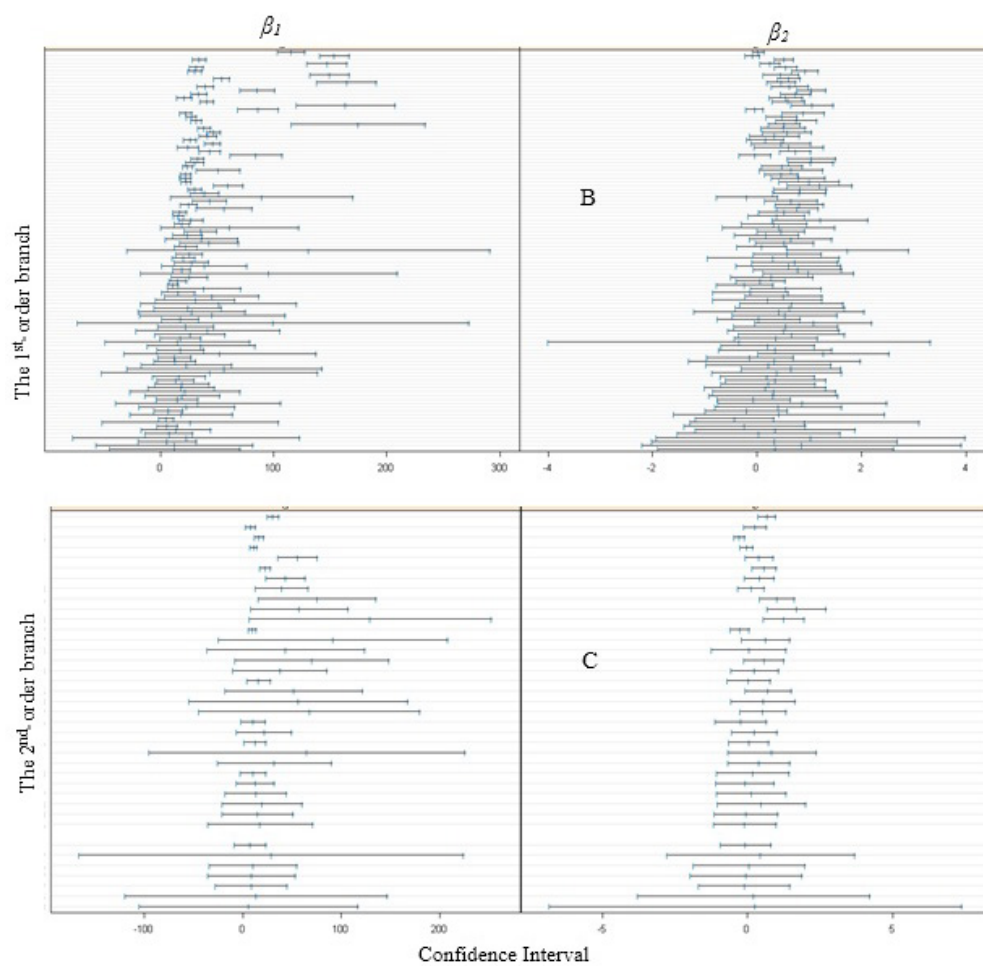 β1 β2
The 1st order branch
B
0 100 200 300 -4 -2 0 2 4
The 2nd order branch
C
-100 0 100 200 -5 0 5
Confidence Interval